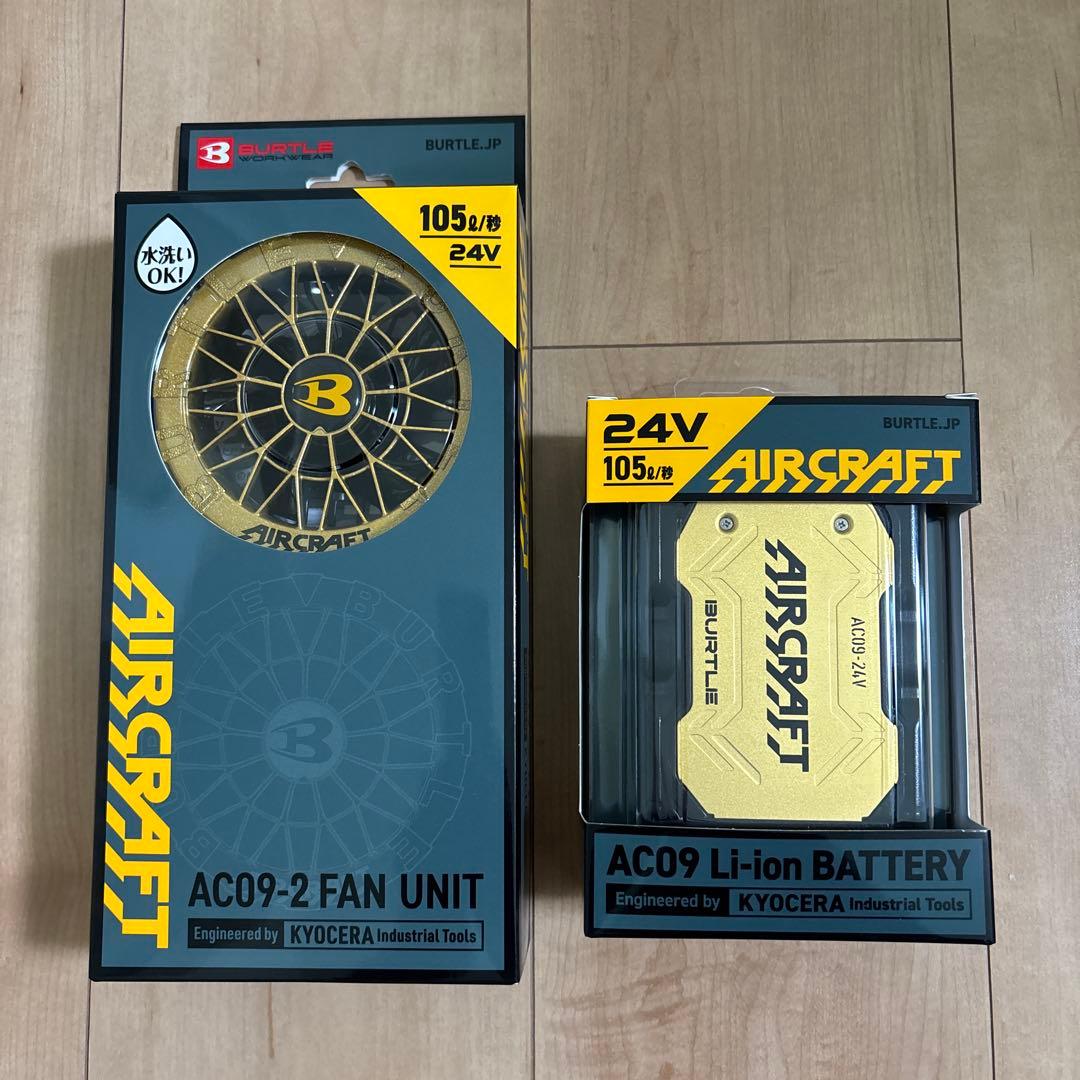 BURTLE
WORKWEAR
BURTLE.JP
105ℓ/秒
24V
水洗い
OK!
BURTLE
AIRCRAFT
AIRCRAFT
AC09-2 FAN UNIT
Engineered by KYOCERA Industrial Tools
24V
105ℓ/秒
BURTLE.JP
AIRCRAFT
AIRCRAFT
BURTLE
AC09-24V
AC09 Li-ion BATTERY
Engineered by KYOCERA Industrial Tools